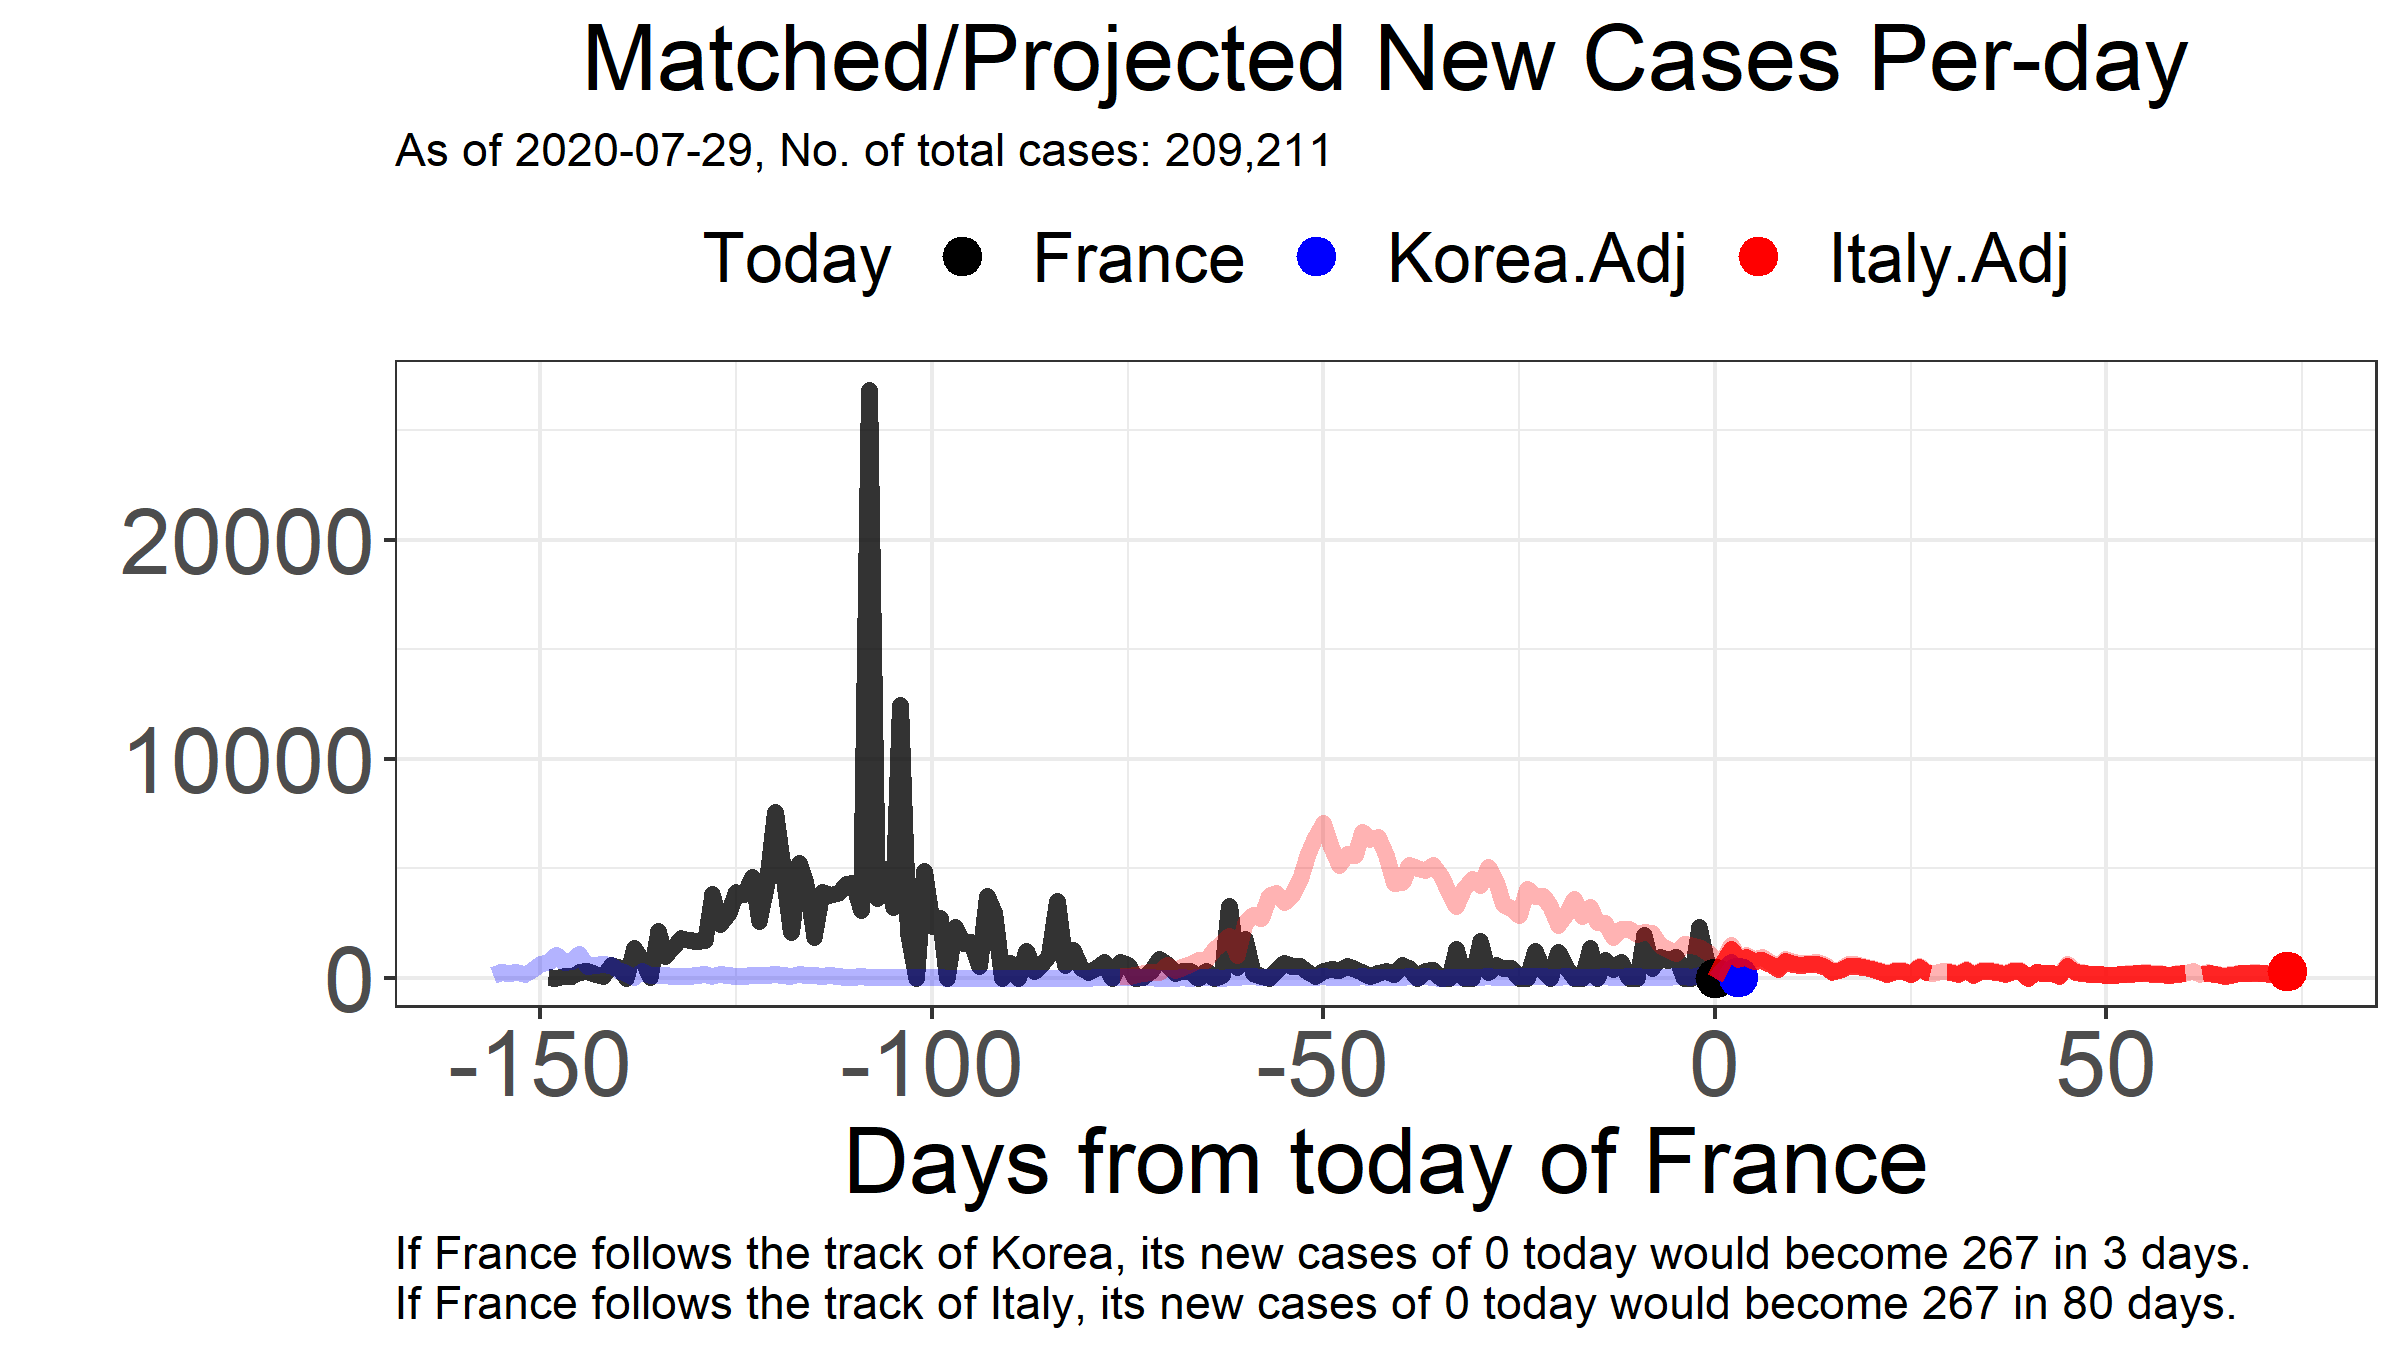 Matched/Projected New Cases Per-day
As of 2020-07-29, No. of total cases: 209,211
Today France Korea.Adj Italy.Adj
20000
10000
0
-150 -100 -50 0 50
Days from today of France
If France follows the track of Korea, its new cases of 0 today would become 267 in 3 days.
If France follows the track of Italy, its new cases of 0 today would become 267 in 80 days.